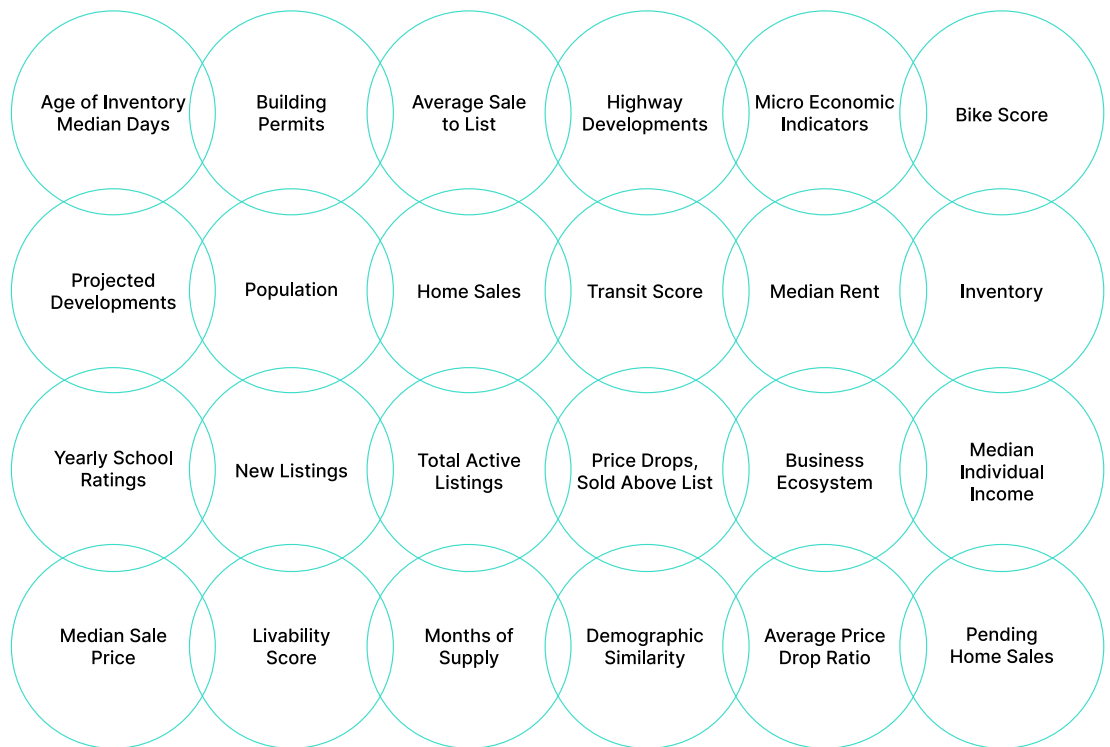 Age of Inventory
Median Days
Building
Permits
Average Sale
to List
Highway
Developments
Micro Economic
Indicators
Bike Score
Projected
Developments
Population
Home Sales
Transit Score
Median Rent
Inventory
Yearly School
Ratings
New Listings
Total Active
Listings
Price Drops,
Sold Above List
Business
Ecosystem
Median
Individual
Income
Median Sale
Price
Livability
Score
Months of
Supply
Demographic
Similarity
Average Price
Drop Ratio
Pending
Home Sales